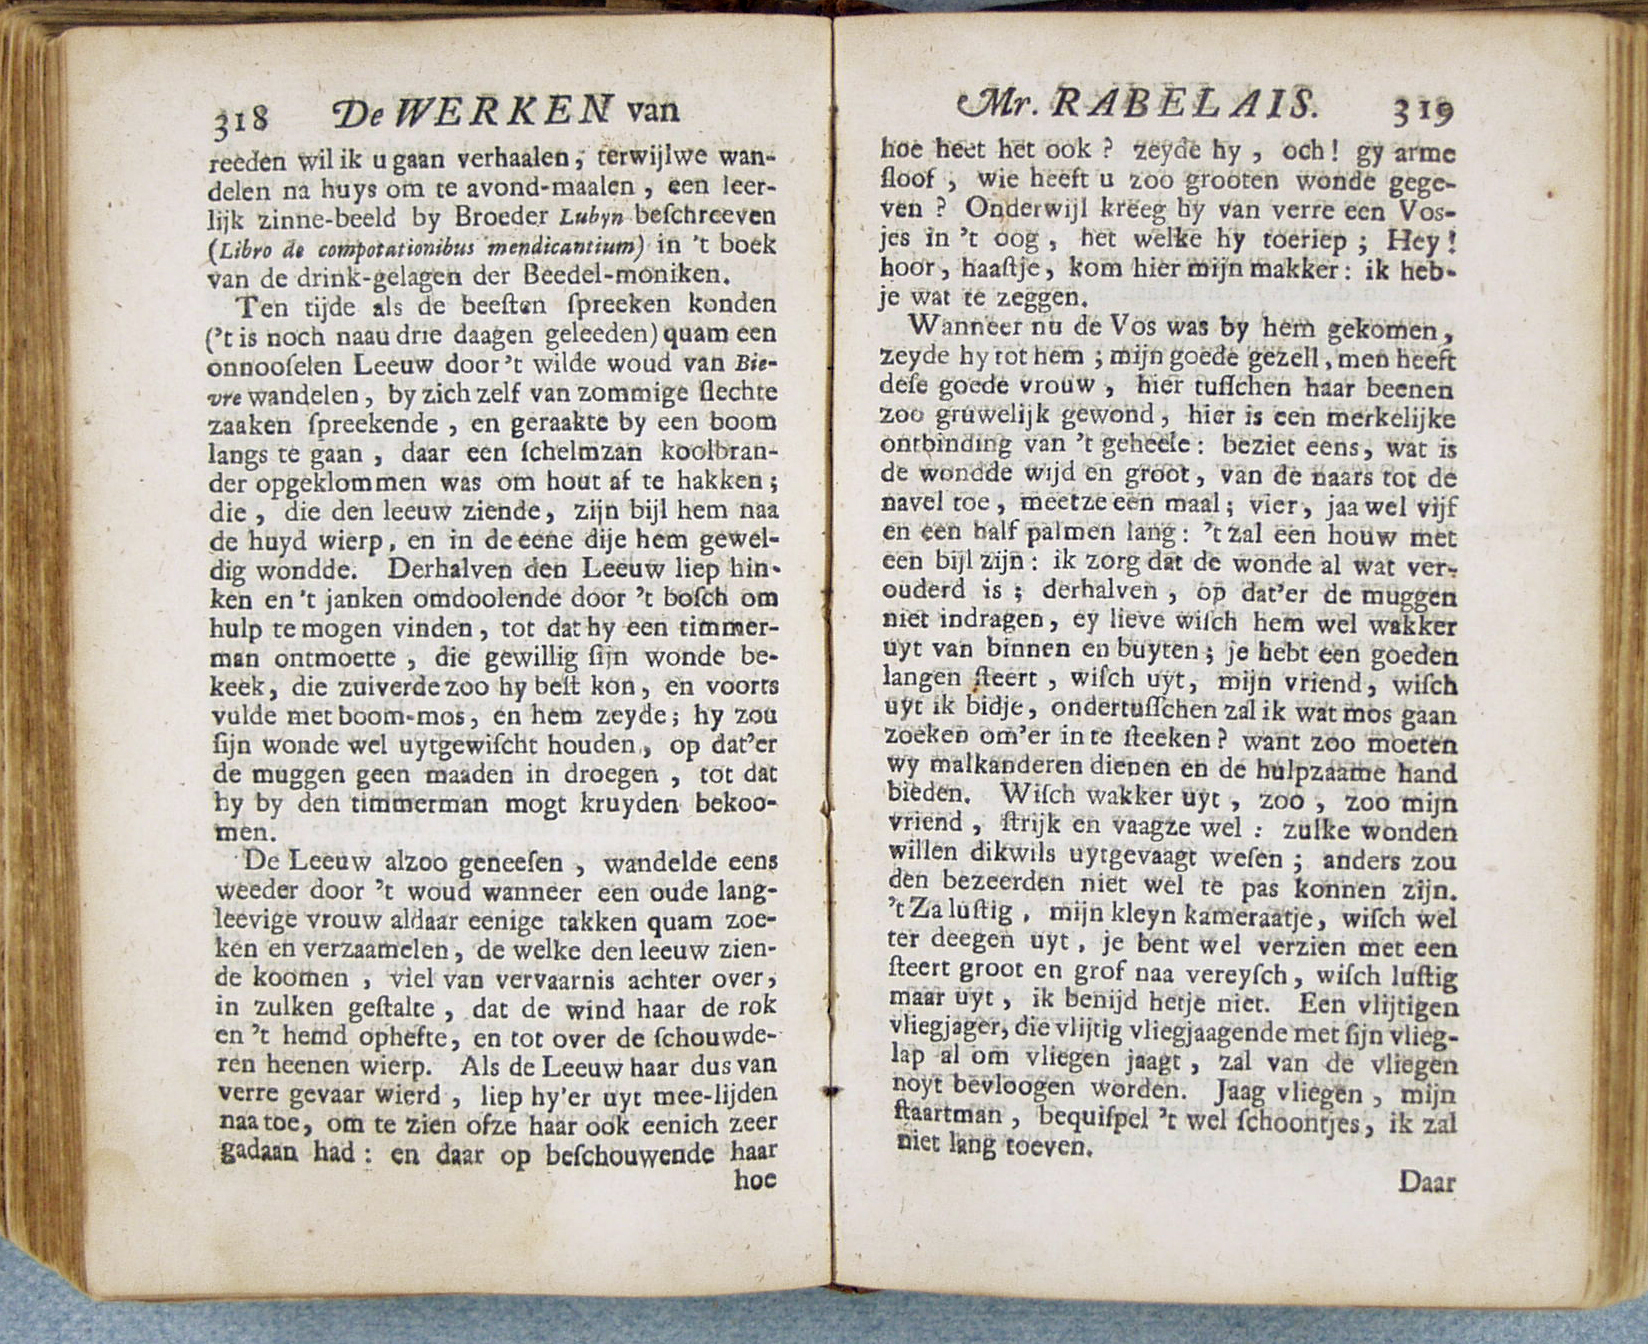 318 De WERKEN van
reeden wil ik u gaan verhaalen, terwijl we wan-
delen na huys om te avond-maalen, een leer-
lijk zinne-beeld by Broeder Lubyn beſchreeven
(Libro de compotationibus mendicantium) in 't boek
van de drink-gelagen der Beedel-moniken.
Ten tijde als de beeſten ſpreeken konden
('t is noch naau drie daagen geleeden) quam een
onnooſelen Leeuw door 't wilde woud van Bie-
vre wandelen, by zich zelf van zommige ſlechte
zaaken ſpreekende, en geraakte by een boom
langs te gaan, daar een ſchelmzan koolbran-
der opgeklommen was om hout af te hakken;
die, die den leeuw ziende, zijn bijl hem naa
de huyd wierp, en in de eene dije hem gewel-
dig wondde. Derhalven den Leeuw liep hin-
ken en 't janken omdoolende door 't boſch om
hulp te mogen vinden, tot dat hy een timmer-
man ontmoette, die gewillig ſijn wonde be-
keek, die zuiverde zoo hy beſt kon, en voorts
vulde met boom-mos, en hem zeyde; hy zou
ſijn wonde wel uytgewiſcht houden, op dat'er
de muggen geen maaden in droegen, tot dat
hy by den timmerman mogt kruyden bekoo-
men.
De Leeuw alzoo geneeſen, wandelde eens
weeder door 't woud wanneer een oude lang-
leevige vrouw aldaar eenige takken quam zoe-
ken en verzaamelen, de welke den leeuw zien-
de koomen, viel van vervaarnis achter over,
in zulken geſtalte, dat de wind haar de rok
en 't hemd ophefte, en tot over de ſchouwde-
ren heenen wierp. Als de Leeuw haar dus van
verre gevaar wierd, liep hy'er uyt mee-lijden
naa toe, om te zien ofze haar ook eenich zeer
gadaan had: en daar op beſchouwende haar
hoe
Mr. RABELAIS. 319
hoe heet het ook? zeyde hy, och! gy arme
ſloof, wie heeft u zoo grooten wonde gege-
ven? Onderwijl kreeg hy van verre een Vos-
jes in 't oog, het welke hy toeriep; Hey!
hoor, haaſtje, kom hier mijn makker: ik heb-
je wat te zeggen.
Wanneer nu de Vos was by hem gekomen,
zeyde hy tot hem; mijn goede gezell, men heeft
deſe goede vrouw, hier tuſſchen haar beenen
zoo gruwelijk gewond, hier is een merkelijke
ontbinding van 't geheele: beziet eens, wat is
de wondde wijd en groot, van de naars tot de
navel toe, meetze een maal; vier, jaa wel vijf
en een half palmen lang: 't zal een houw met
een bijl zijn: ik zorg dat de wonde al wat ver-
ouderd is; derhalven, op dat'er de muggen
niet indragen, ey lieve wiſch hem wel wakker
uyt van binnen en buyten; je hebt een goeden
langen ſteert, wiſch uyt, mijn vriend, wiſch
uyt ik bidje, ondertuſſchen zal ik wat mos gaan
zoeken om'er in te ſteeken? want zoo moeten
wy malkanderen dienen en de hulpzaame hand
bieden. Wiſch wakker uyt, zoo, zoo mijn
vriend, ſtrijk en vaagze wel: zulke wonden
willen dikwils uytgevaagt weſen; anders zou
den bezeerden niet wel te pas konnen zijn.
't Za luſtig, mijn kleyn kameraatje, wiſch wel
ter deegen uyt, je bent wel verzien met een
ſteert groot en grof naa vereyſch, wiſch luſtig
maar uyt, ik benijd hetje niet. Een vlijtigen
vliegjager, die vlijtig vliegjaagende met ſijn vlieg-
lap al om vliegen jaagt, zal van de vliegen
noyt bevloogen worden. Jaag vliegen, mijn
ſtaartman, bequiſpel 't wel ſchoontjes, ik zal
niet lang toeven.
Daar